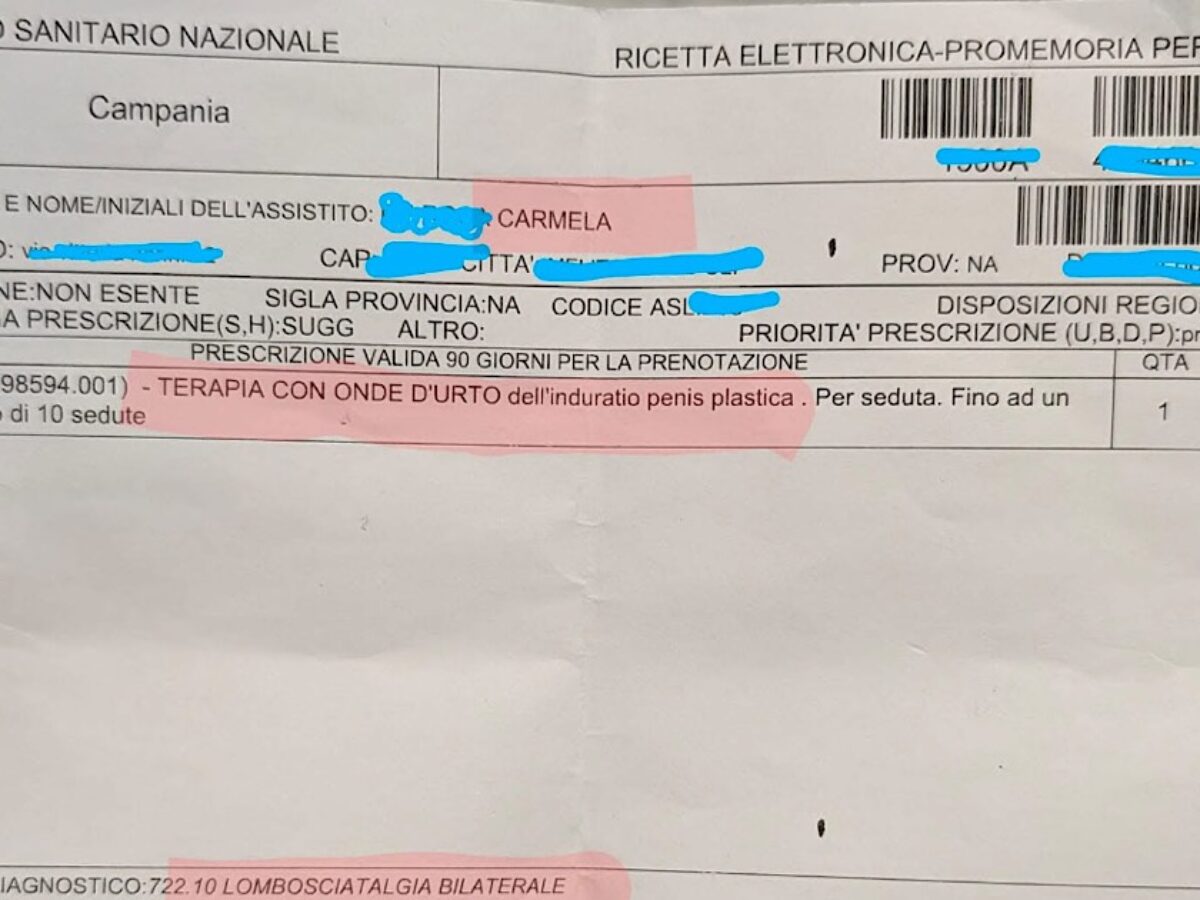 SANITARIO NAZIONALE
RICETTA ELETTRONICA-PROMEMORIA PER
Campania
E NOME/INIZIALI DELL'ASSISTITO: CARMELA
CAP CITTA' PROV: NA
NE:NON ESENTE SIGLA PROVINCIA:NA CODICE ASL DISPOSIZIONI REGIO
A PRESCRIZIONE(S,H):SUGG ALTRO: PRIORITA' PRESCRIZIONE (U,B,D,P):pr
PRESCRIZIONE VALIDA 90 GIORNI PER LA PRENOTAZIONE QTA
98594.001) - TERAPIA CON ONDE D'URTO dell'induratio penis plastica . Per seduta. Fino ad un
di 10 sedute
1
IAGNOSTICO:722.10 LOMBOSCIATALGIA BILATERALE